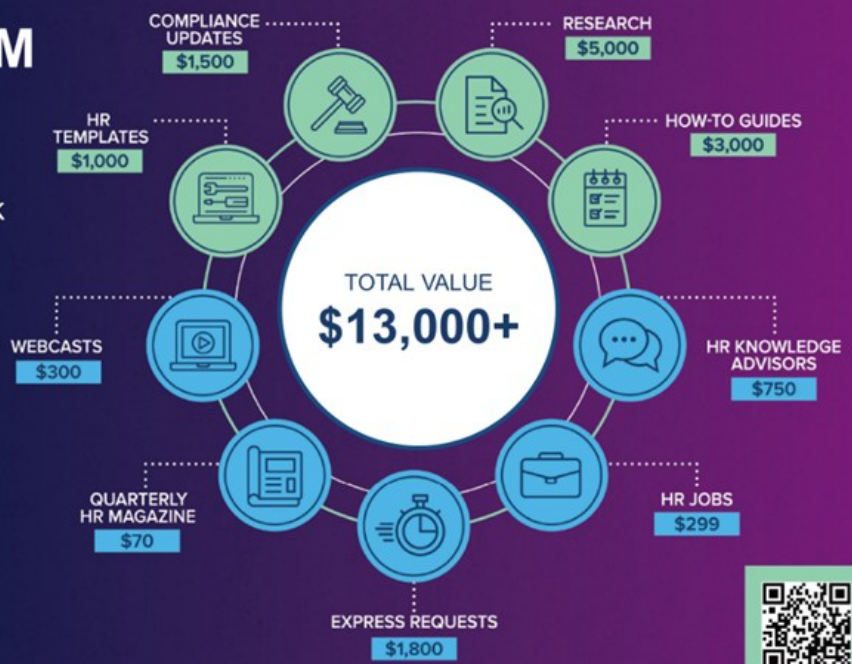 M
K
COMPLIANCE
UPDATES
$1,500
RESEARCH
$5,000
HR
TEMPLATES
$1,000
HOW-TO GUIDES
$3,000
TOTAL VALUE
$13,000+
WEBCASTS
$300
HR KNOWLEDGE
ADVISORS
$750
QUARTERLY
HR MAGAZINE
$70
HR JOBS
$299
EXPRESS REQUESTS
$1,800